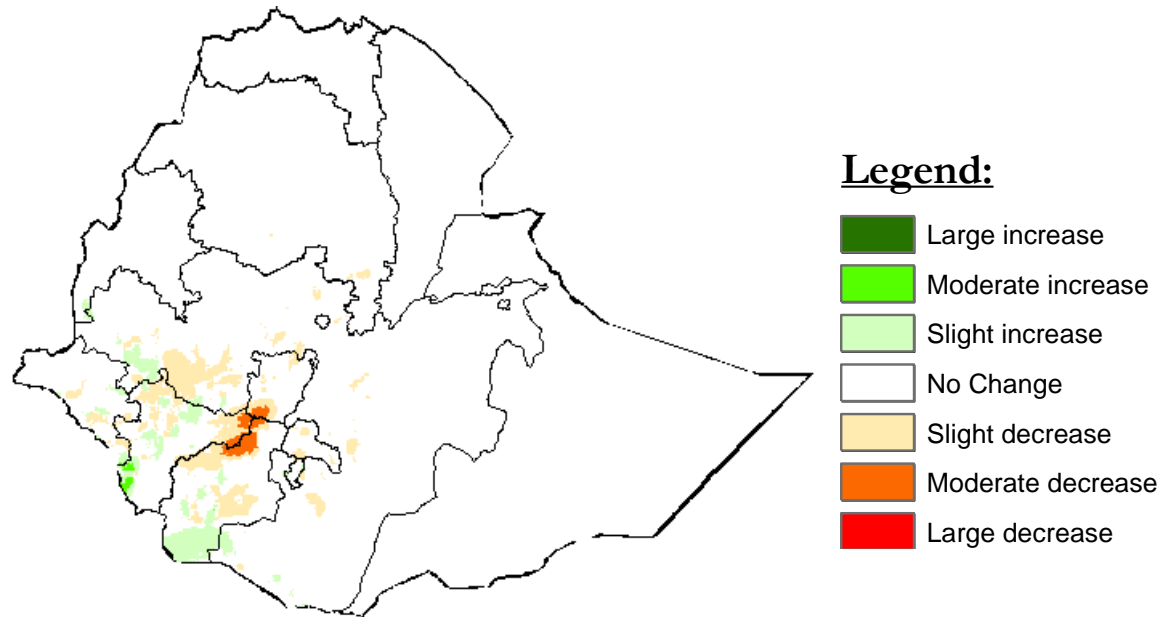 Legend:
Large increase
Moderate increase
Slight increase
No Change
Slight decrease
Moderate decrease
Large decrease